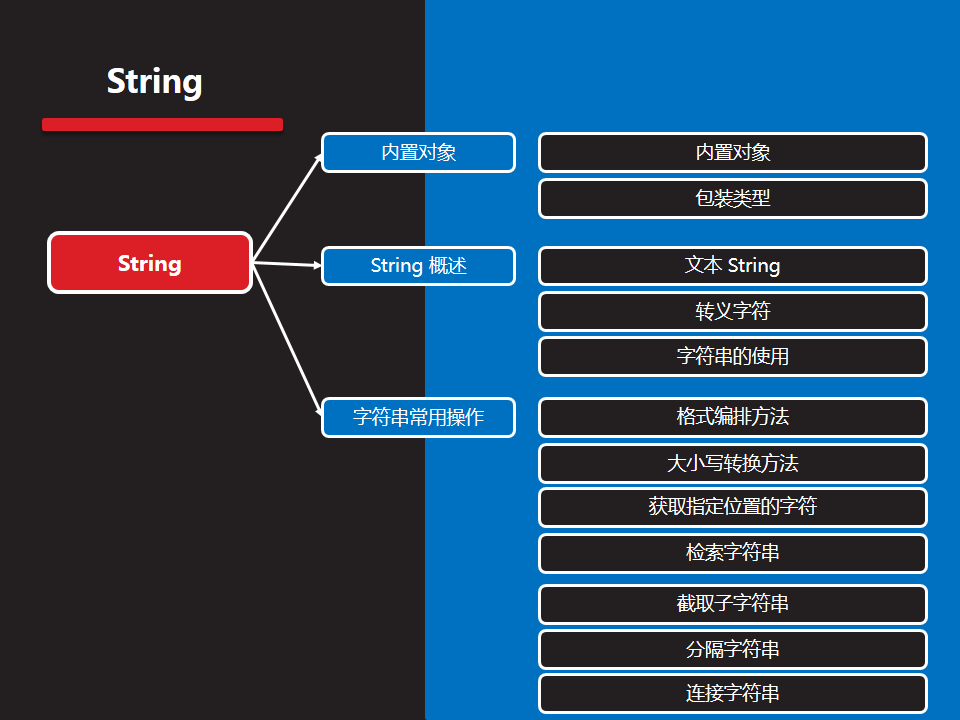 String
String
内置对象
内置对象
包装类型
String 概述
文本 String
转义字符
字符串的使用
字符串常用操作
格式编排方法
大小写转换方法
获取指定位置的字符
检索字符串
截取子字符串
分隔字符串
连接字符串